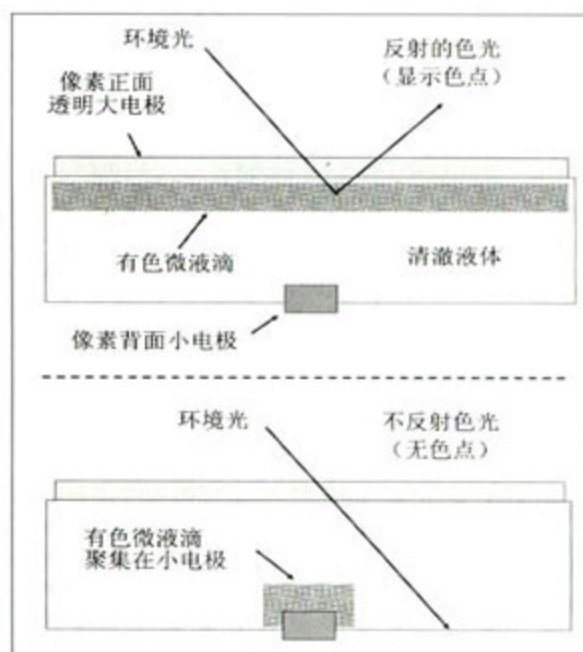 环境光
反射的色光
（显示色点）
像素正面
透明大电极
有色微液滴
清澈液体
像素背面小电极
环境光
不反射色光
（无色点）
有色微液滴
聚集在小电极